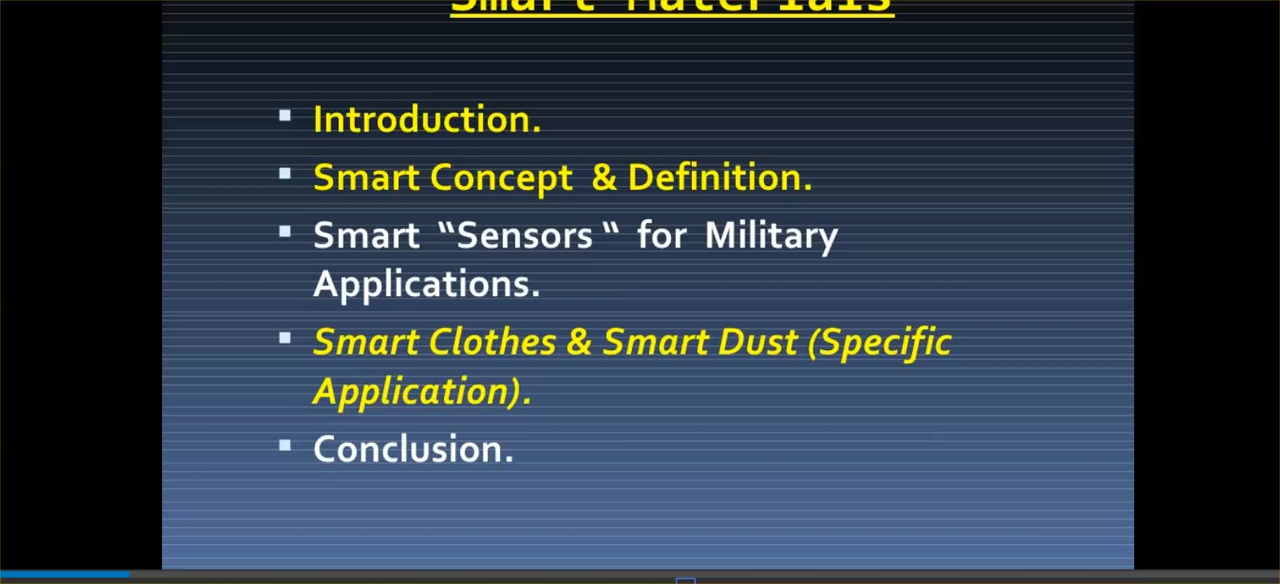 Smart Materials
Introduction.
Smart Concept & Definition.
Smart “Sensors “ for Military
Applications.
Smart Clothes & Smart Dust (Specific
Application).
Conclusion.